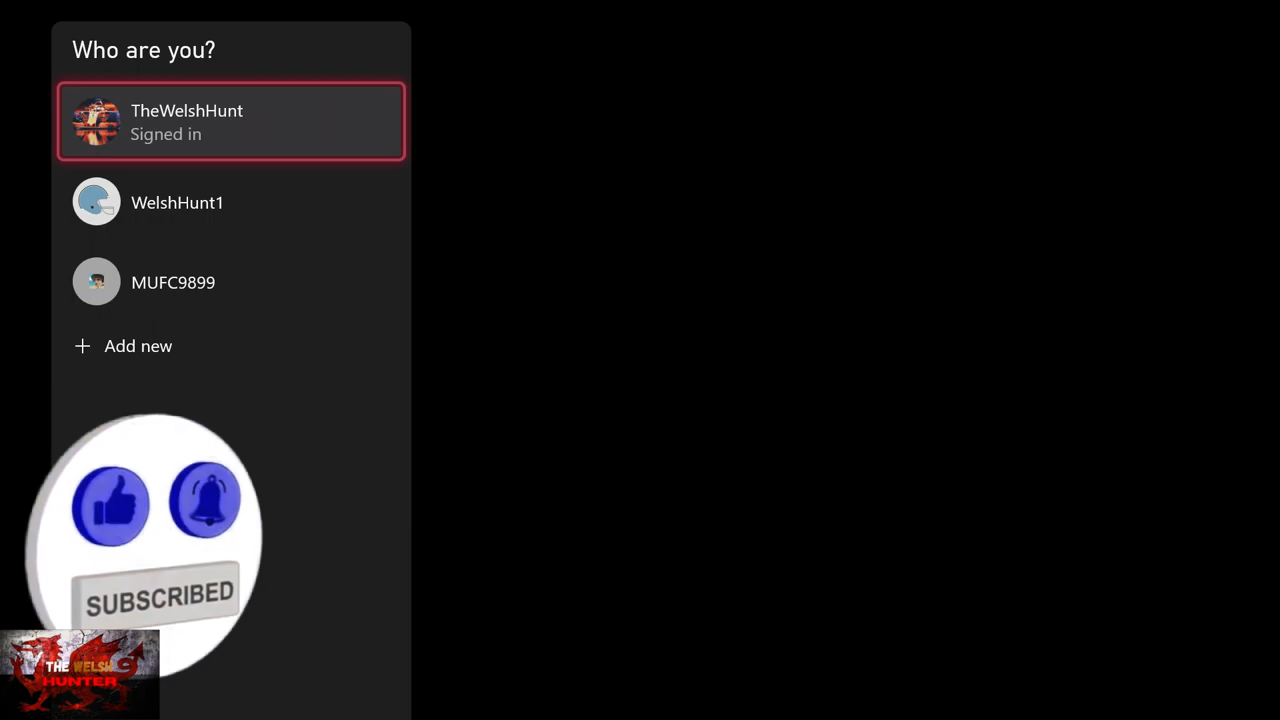 Who are you?
TheWelshHunt
Signed in
WelshHunt1
MUFC9899
Add new
SUBSCRIBED
THE WELSH
HUNTER